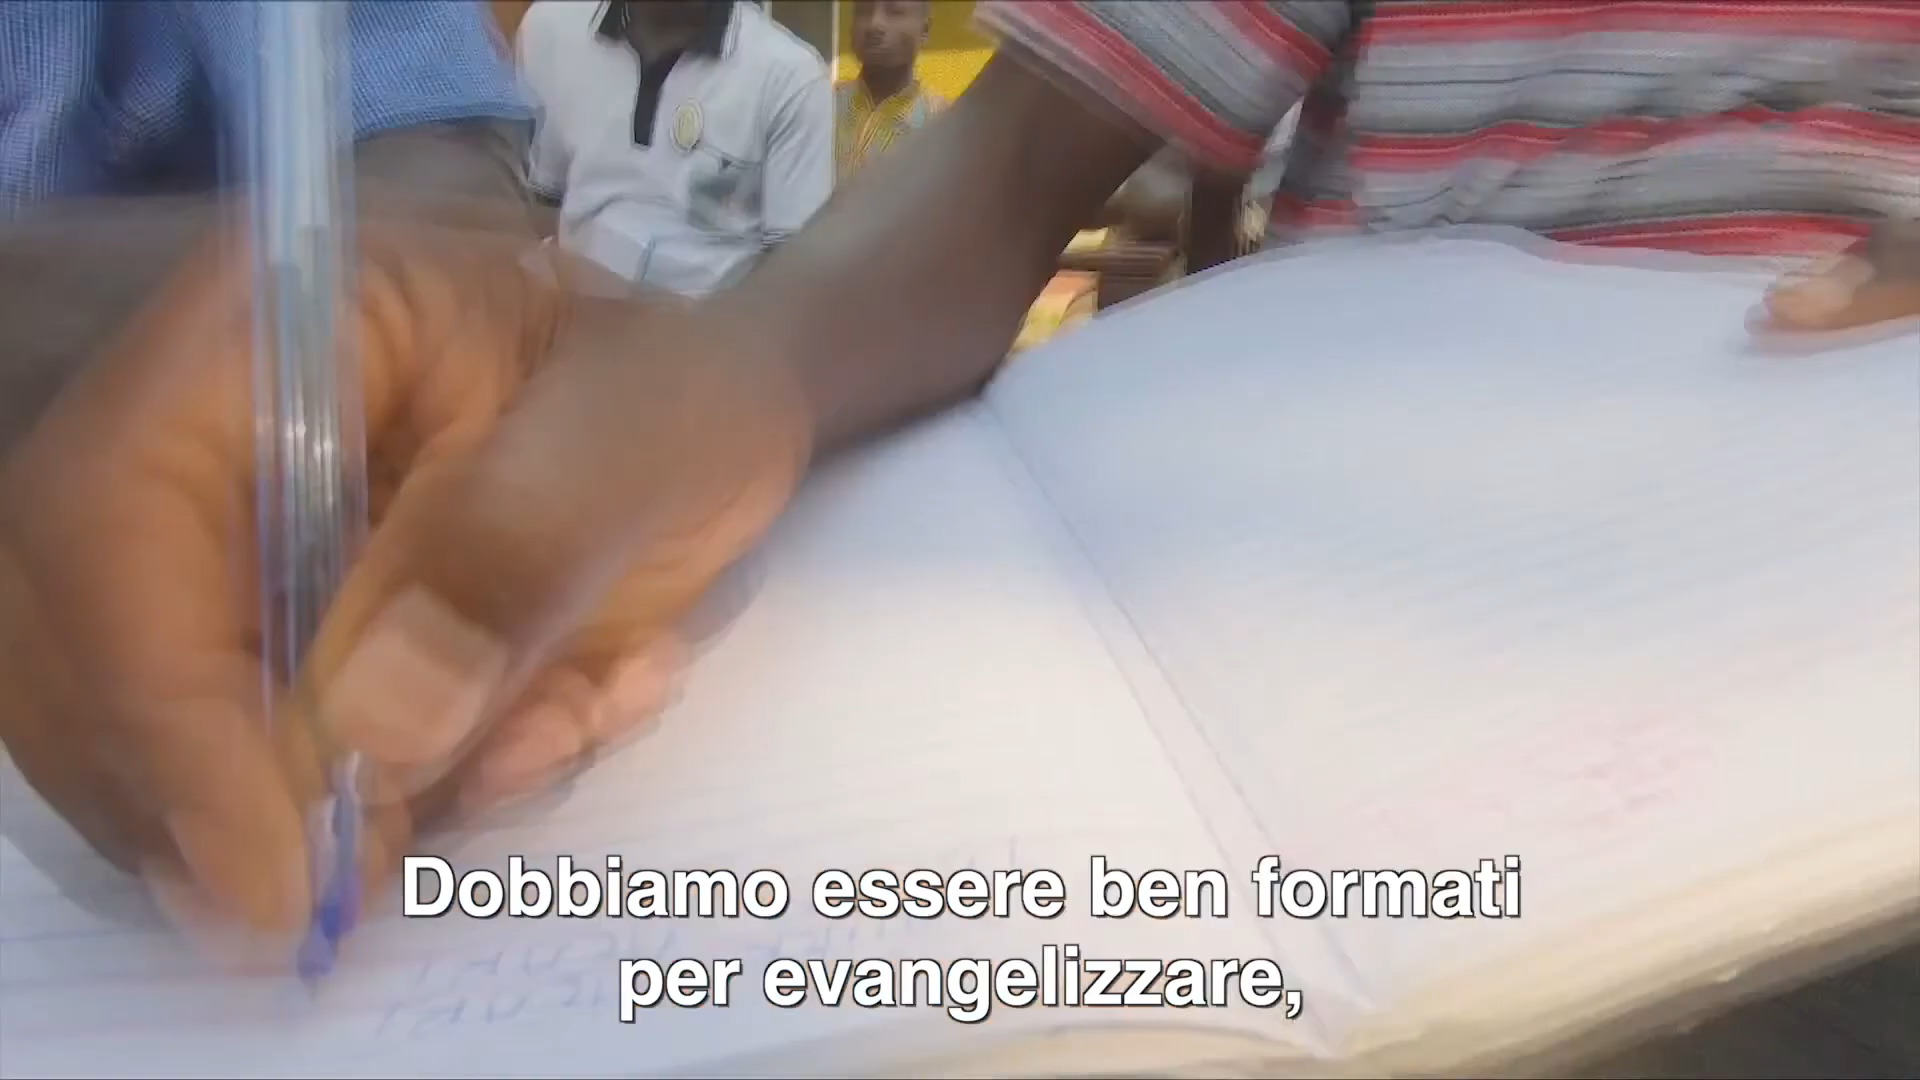 Dobbiamo essere ben formati
per evangelizzare,